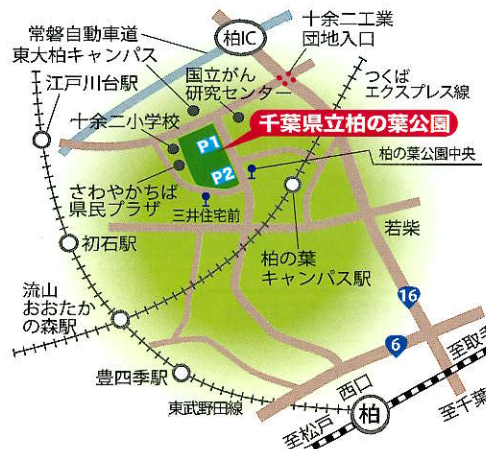 常磐自動車道
東大柏キャンパス
江戸川台駅
柏IC
十余二工業
団地入口
国立がん
研究センター
つくば
エクスプレス線
十余二小学校
千葉県立柏の葉公園
P1
P2
柏の葉公園中央
さわやかちば
県民プラザ
三井住宅前
若柴
初石駅
柏の葉
キャンパス駅
流山
おおたか
の森駅
16
6
豊四季駅
東武野田線
西口
柏
至取手
至松戸
至千葉